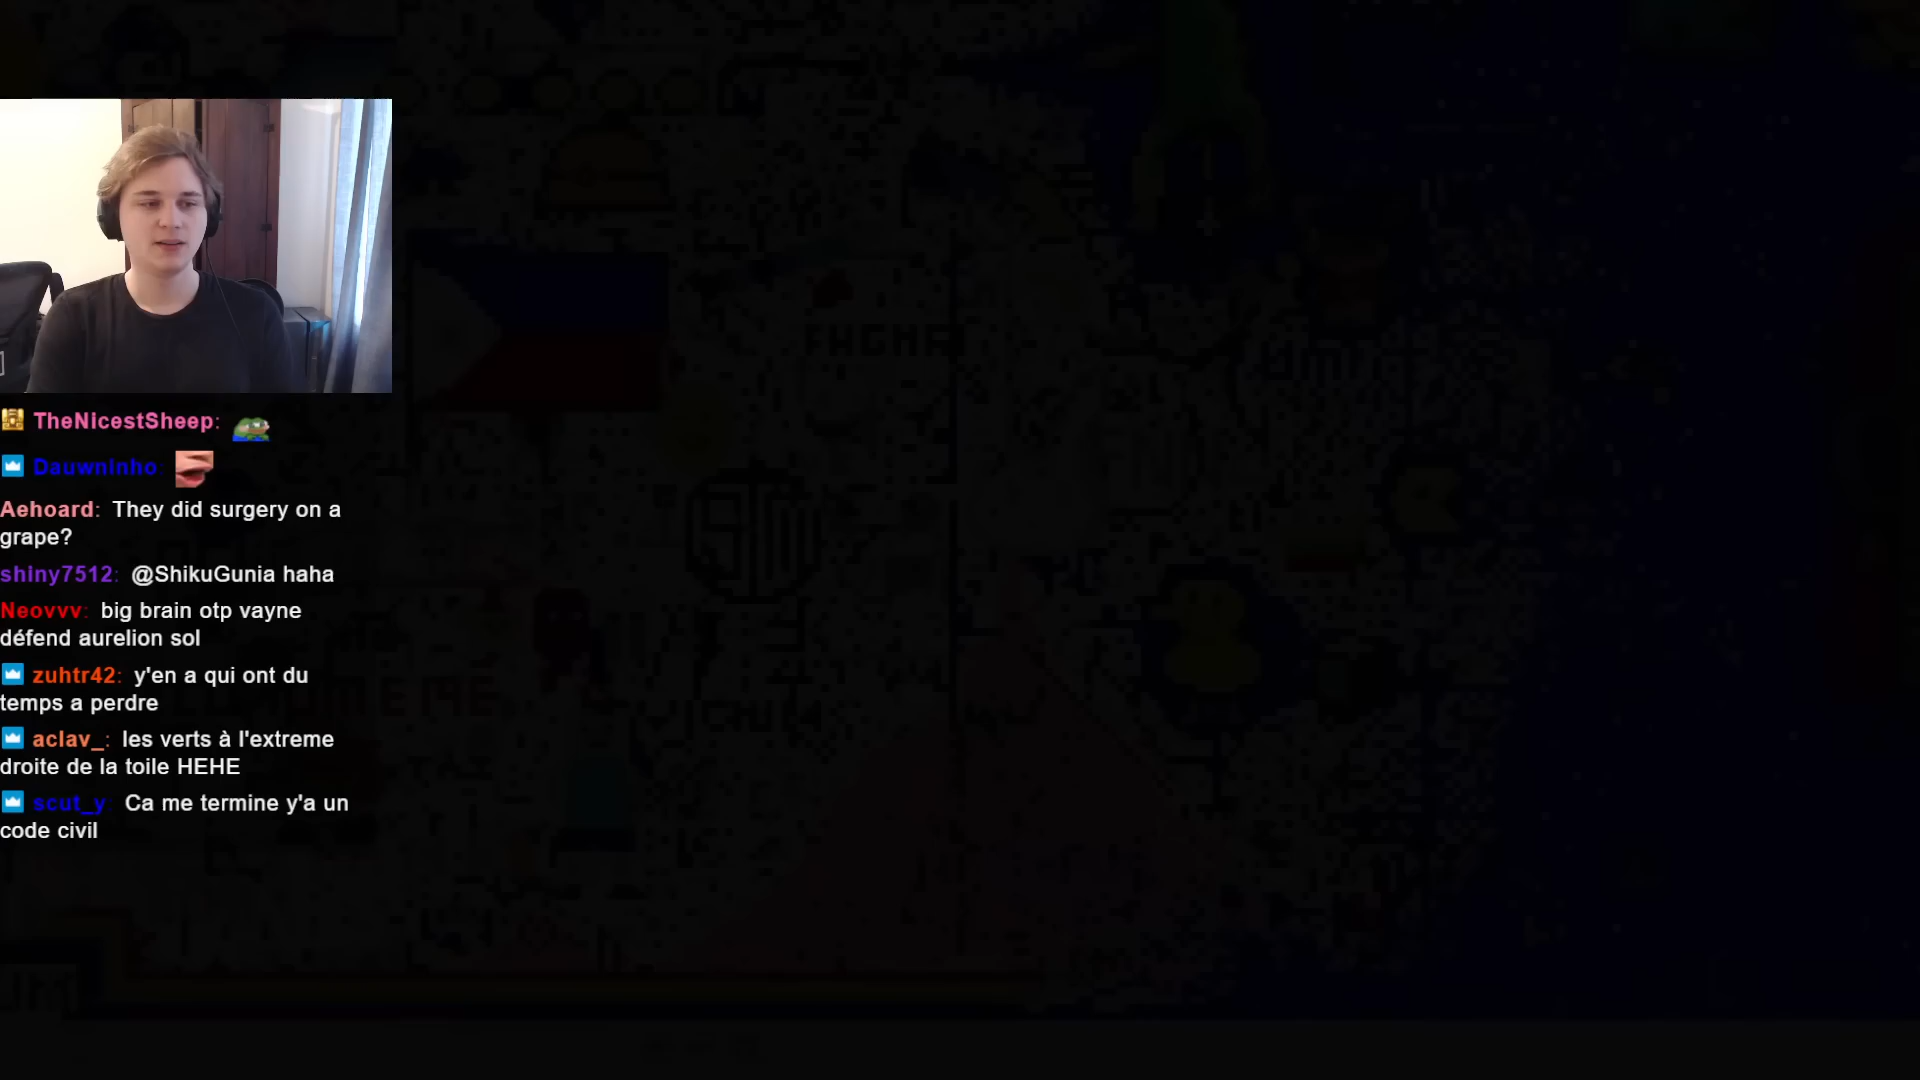 TheNicestSheep:
Dauwninho:
Aehoard: They did surgery on a
grape?
shiny7512: @ShikuGunia haha
Neovvv: big brain otp vayne
défend aurelion sol
zuhtr42: y'en a qui ont du
temps a perdre
aclav_: les verts à l'extreme
droite de la toile HEHE
scut_y: Ca me termine y'a un
code civil